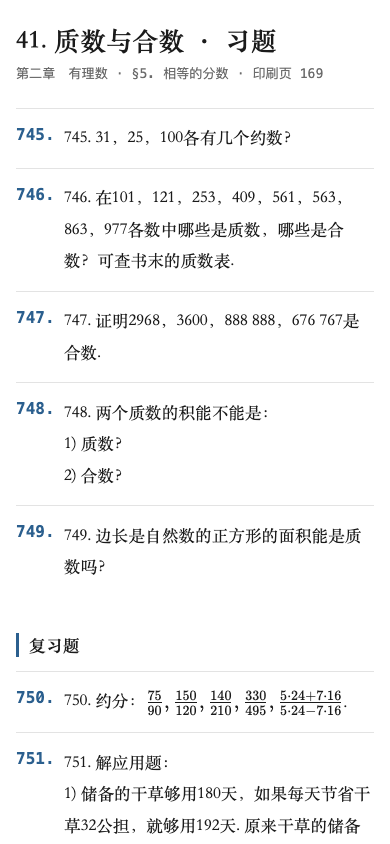 41. 质数与合数 · 习题
第二章 有理数 · §5. 相等的分数 · 印刷页 169
745. 745. 31，25，100各有几个约数？
746. 746. 在101，121，253，409，561，563，
863，977各数中哪些是质数，哪些是合
数？可查书末的质数表.
747. 747. 证明2968，3600，888 888，676 767是
合数.
748. 748. 两个质数的积能不能是：
1) 质数？
2) 合数？
749. 749. 边长是自然数的正方形的面积能是质
数吗？
复习题
750. 750. 约分： 75/90, 150/120, 140/210, 330/495, 5·24+7·16/5·24−7·16.
751. 751. 解应用题：
1) 储备的干草够用180天，如果每天节省干
草32公担，就够用192天. 原来干草的储备